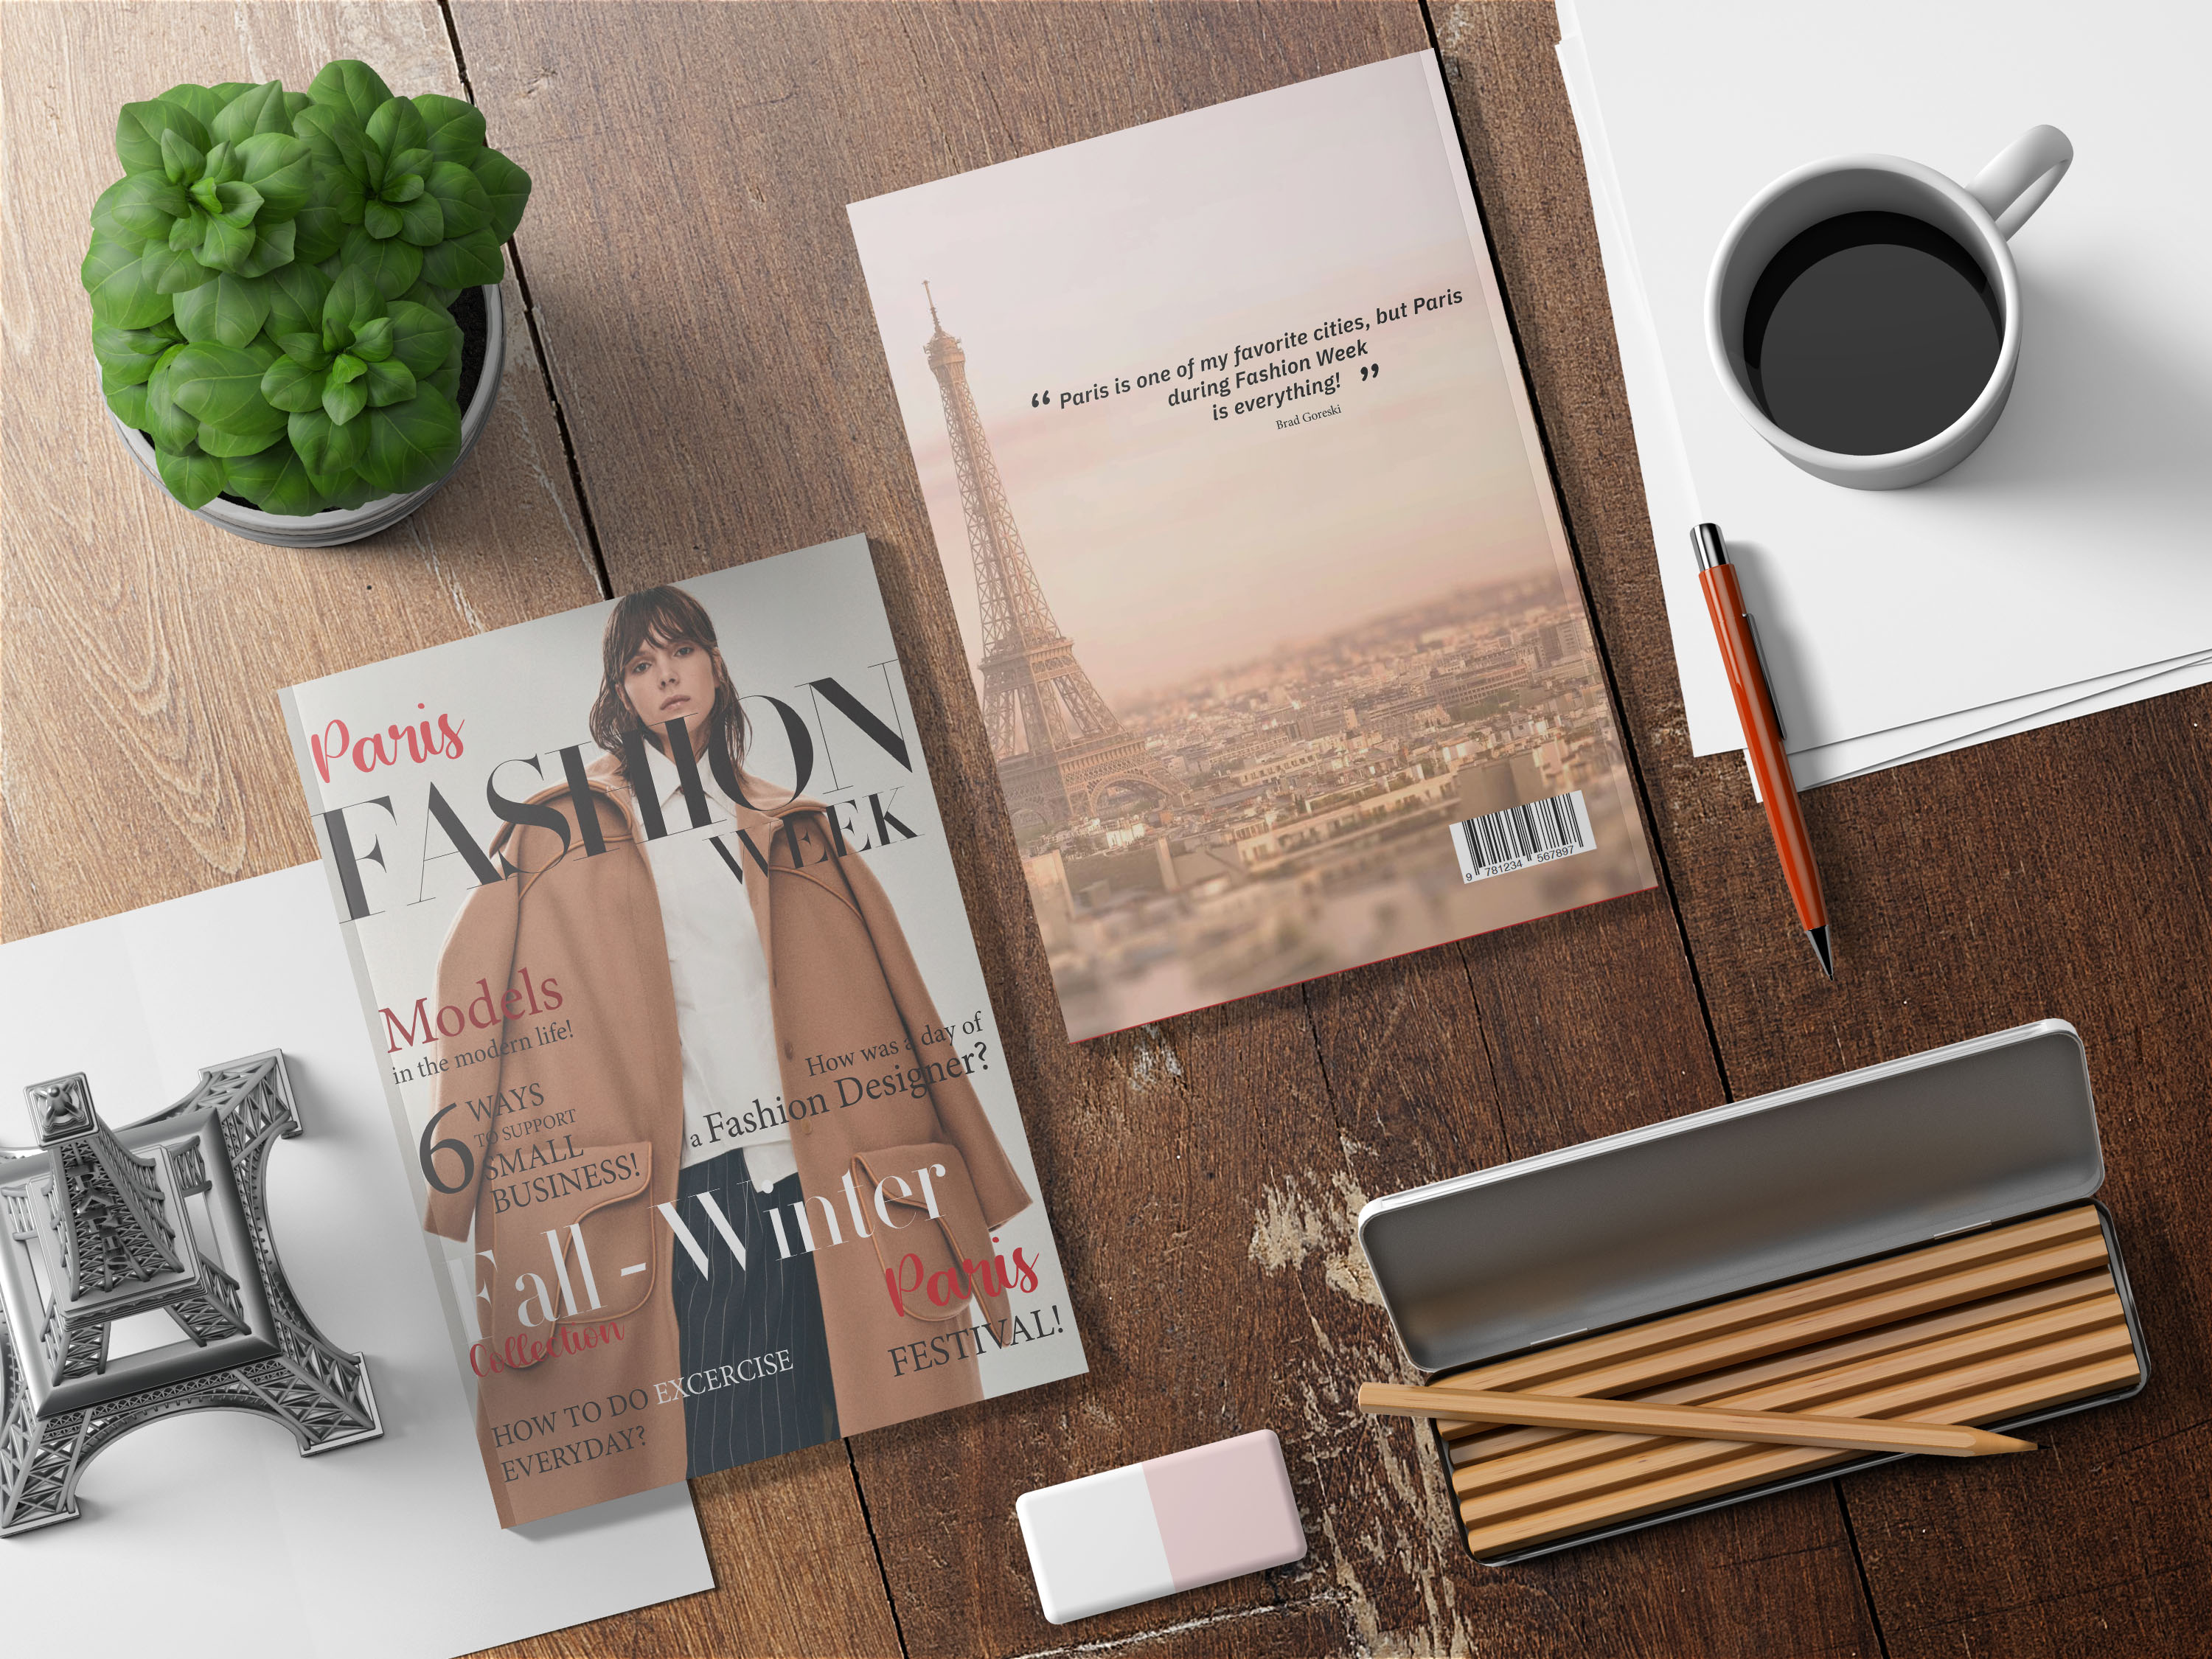 Paris
FASHION
WEEK
Models
in the modern life!
6 WAYS
TO SUPPORT
SMALL
BUSINESS!
How was a day of
a Fashion Designer?
Fall - Winter
Collection
Paris
FESTIVAL!
HOW TO DO EXCERCISE
EVERYDAY?
“ Paris is one of my favorite cities, but Paris
during Fashion Week
is everything! ”
Brad Goreski
9 781234 567897